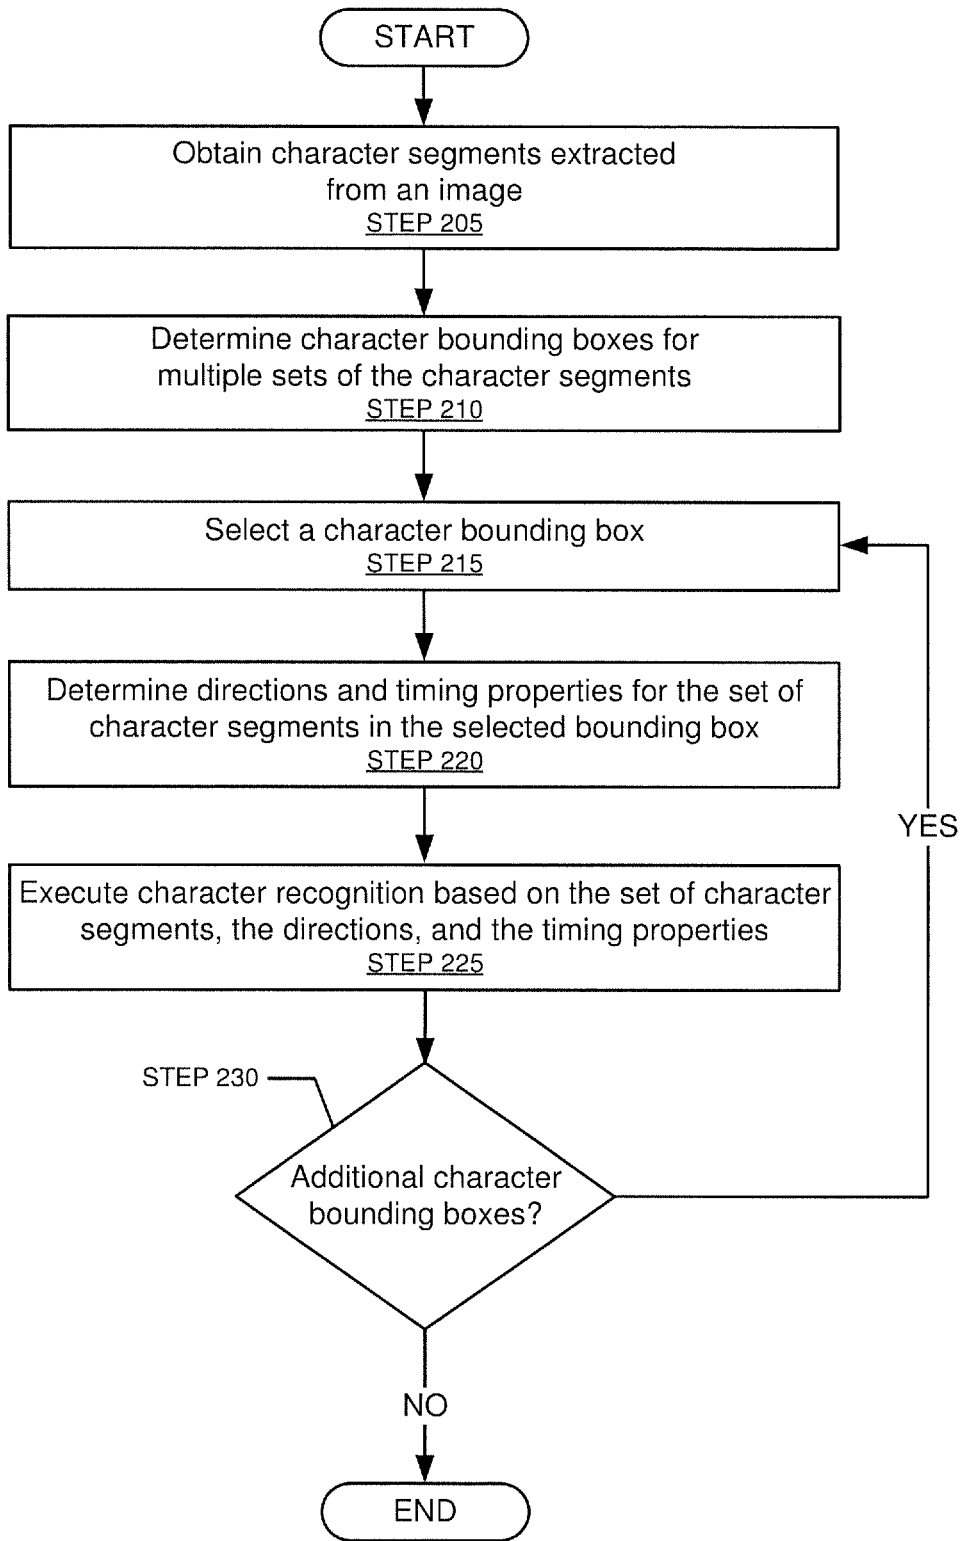 START
Obtain character segments extracted
from an image
STEP 205
Determine character bounding boxes for
multiple sets of the character segments
STEP 210
Select a character bounding box
STEP 215
Determine directions and timing properties for the set of
character segments in the selected bounding box
STEP 220
YES
Execute character recognition based on the set of character
segments, the directions, and the timing properties
STEP 225
STEP 230
Additional character
bounding boxes?
NO
END